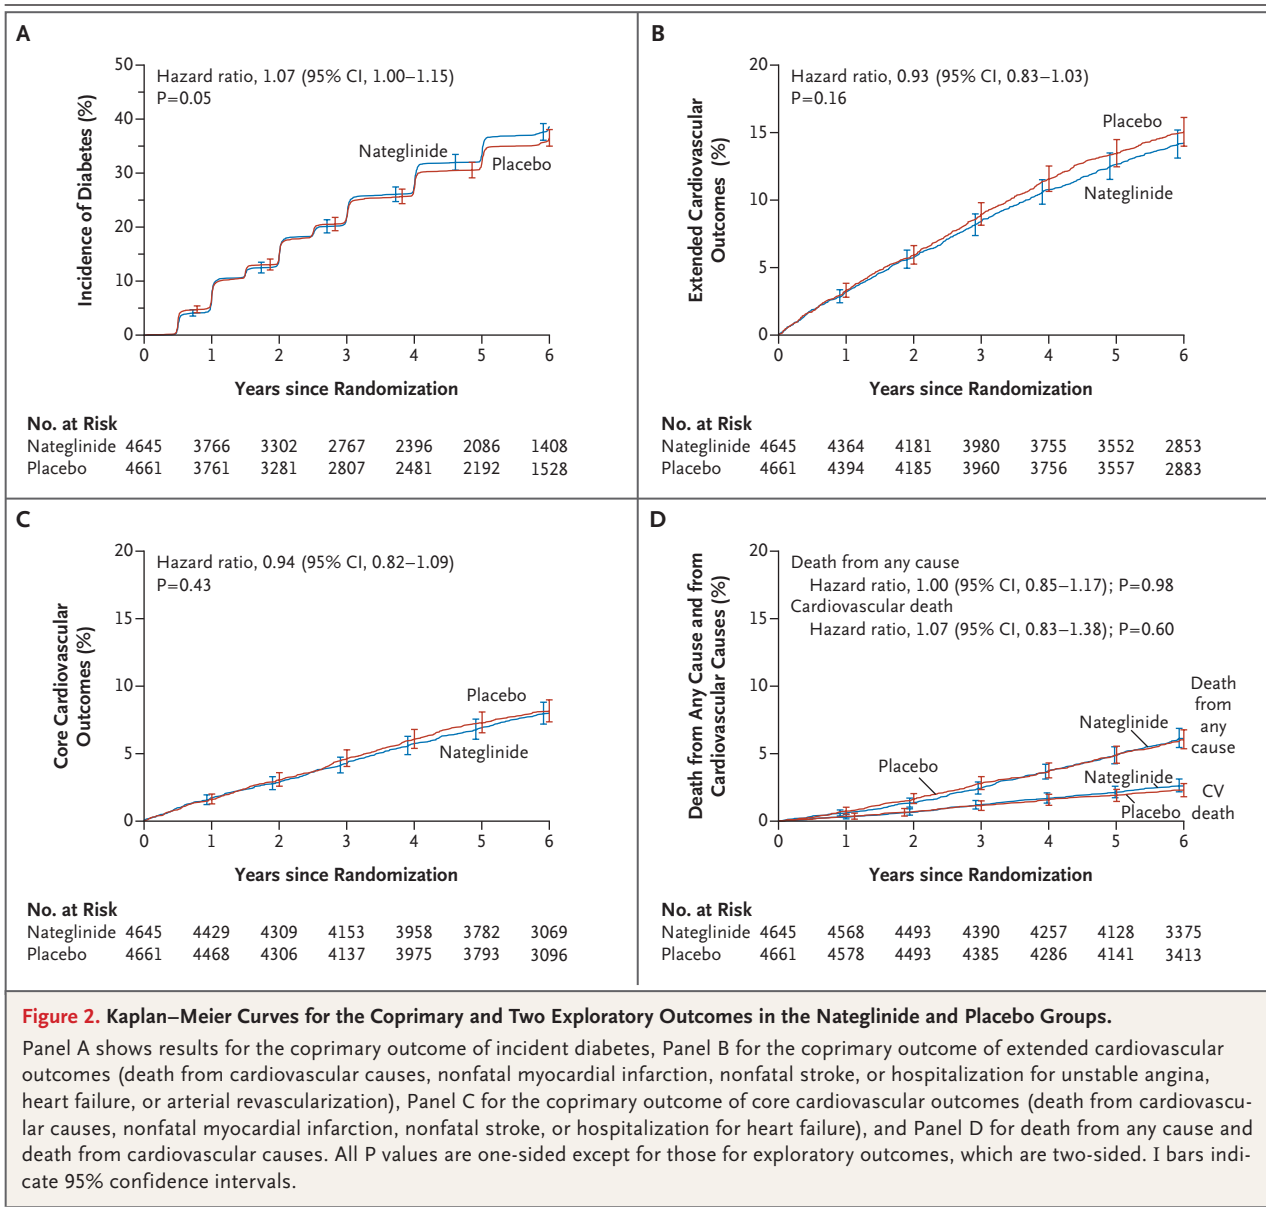 A
Incidence of Diabetes (%)
50
40
30
20
10
0
Hazard ratio, 1.07 (95% CI, 1.00–1.15)
P=0.05
Nateglinide
Placebo
0 1 2 3 4 5 6
Years since Randomization
No. at Risk
Nateglinide 4645 3766 3302 2767 2396 2086 1408
Placebo 4661 3761 3281 2807 2481 2192 1528
B
Extended Cardiovascular
Outcomes (%)
20
15
10
5
0
Hazard ratio, 0.93 (95% CI, 0.83–1.03)
P=0.16
Placebo
Nateglinide
0 1 2 3 4 5 6
Years since Randomization
No. at Risk
Nateglinide 4645 4364 4181 3980 3755 3552 2853
Placebo 4661 4394 4185 3960 3756 3557 2883
C
Core Cardiovascular
Outcomes (%)
20
15
10
5
0
Hazard ratio, 0.94 (95% CI, 0.82–1.09)
P=0.43
Placebo
Nateglinide
0 1 2 3 4 5 6
Years since Randomization
No. at Risk
Nateglinide 4645 4429 4309 4153 3958 3782 3069
Placebo 4661 4468 4306 4137 3975 3793 3096
D
Death from Any Cause and from
Cardiovascular Causes (%)
20
15
10
5
0
Death from any cause
Hazard ratio, 1.00 (95% CI, 0.85–1.17); P=0.98
Cardiovascular death
Hazard ratio, 1.07 (95% CI, 0.83–1.38); P=0.60
Death
from
any
cause
Nateglinide
Placebo
Nateglinide
Placebo
CV
death
0 1 2 3 4 5 6
Years since Randomization
No. at Risk
Nateglinide 4645 4568 4493 4390 4257 4128 3375
Placebo 4661 4578 4493 4385 4286 4141 3413
Figure 2. Kaplan–Meier Curves for the Coprimary and Two Exploratory Outcomes in the Nateglinide and Placebo Groups.
Panel A shows results for the coprimary outcome of incident diabetes, Panel B for the coprimary outcome of extended cardiovascular
outcomes (death from cardiovascular causes, nonfatal myocardial infarction, nonfatal stroke, or hospitalization for unstable angina,
heart failure, or arterial revascularization), Panel C for the coprimary outcome of core cardiovascular outcomes (death from cardiovascu-
lar causes, nonfatal myocardial infarction, nonfatal stroke, or hospitalization for heart failure), and Panel D for death from any cause and
death from cardiovascular causes. All P values are one-sided except for those for exploratory outcomes, which are two-sided. I bars indi-
cate 95% confidence intervals.